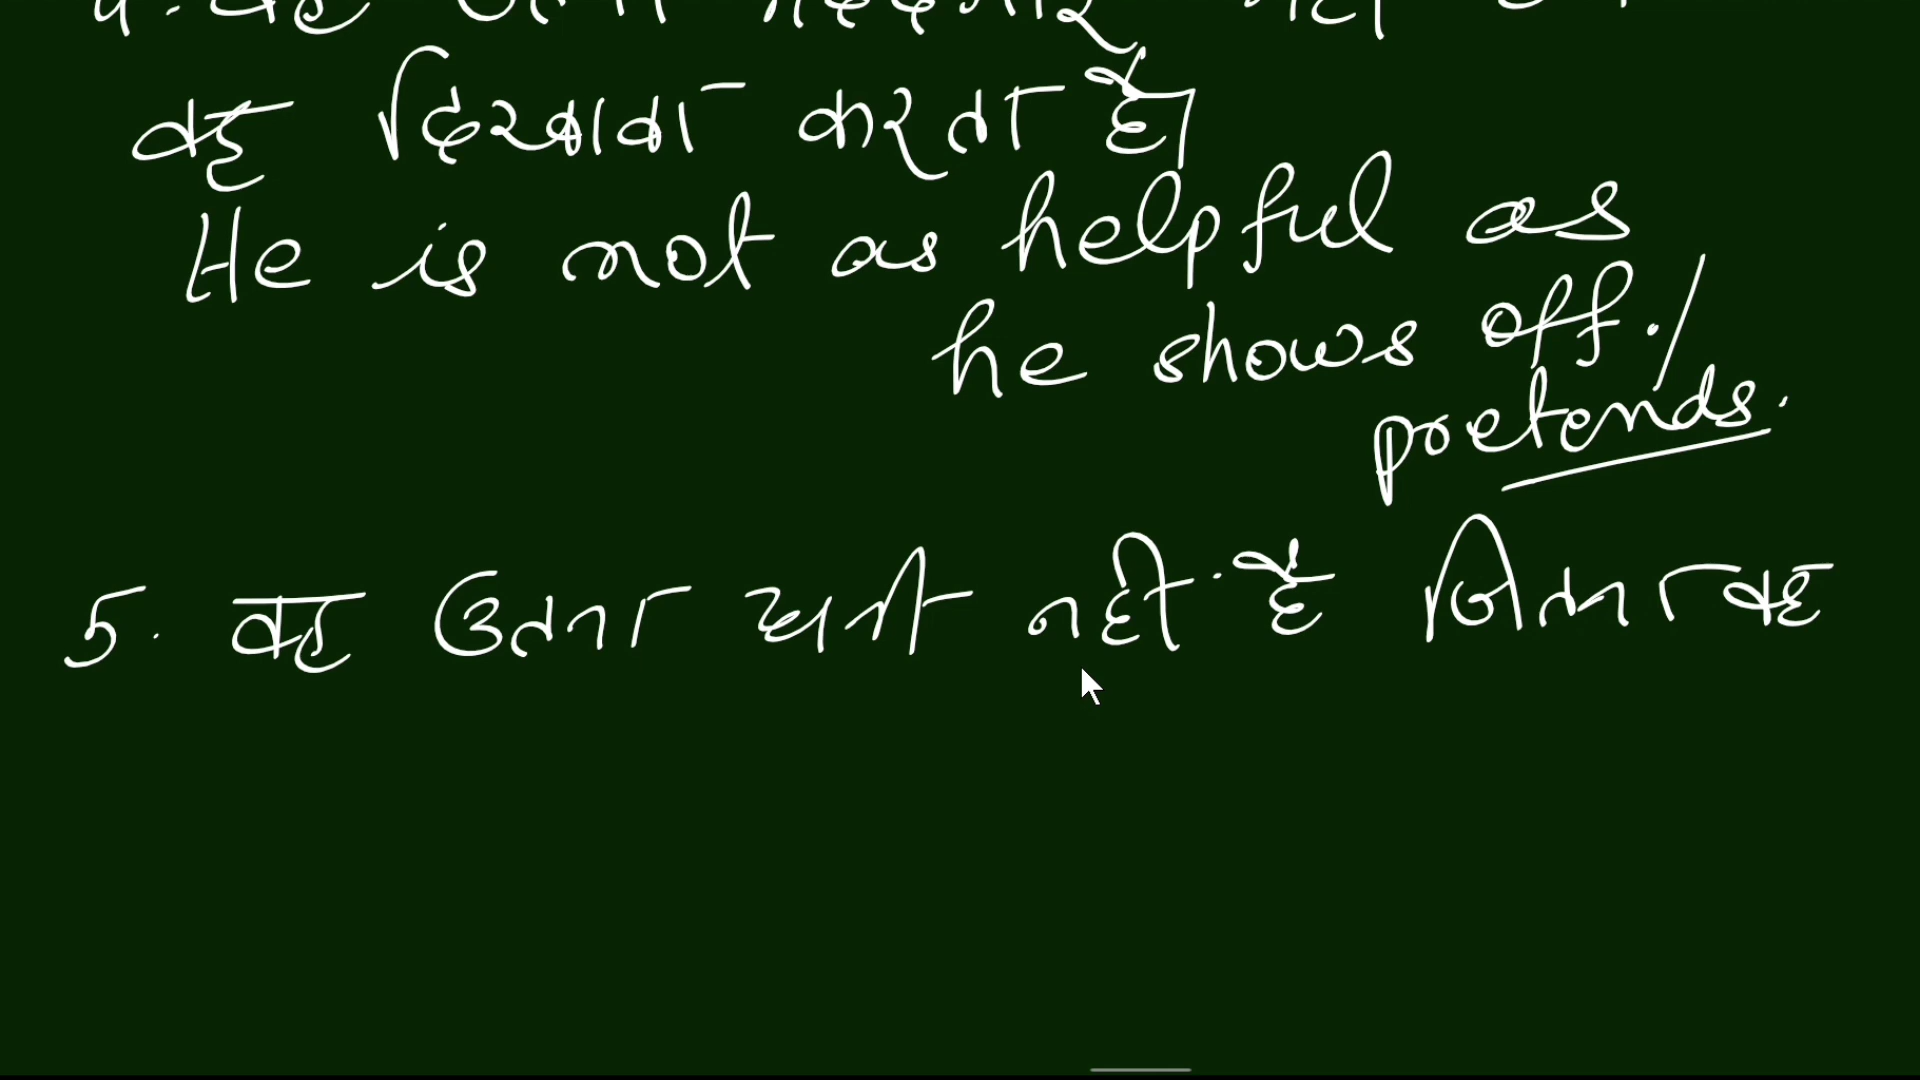 वह दिखावा करता है।
He is not as helpful as
he shows off. /
pretends.
5. वह उतना धनी नहीं है जितना वह